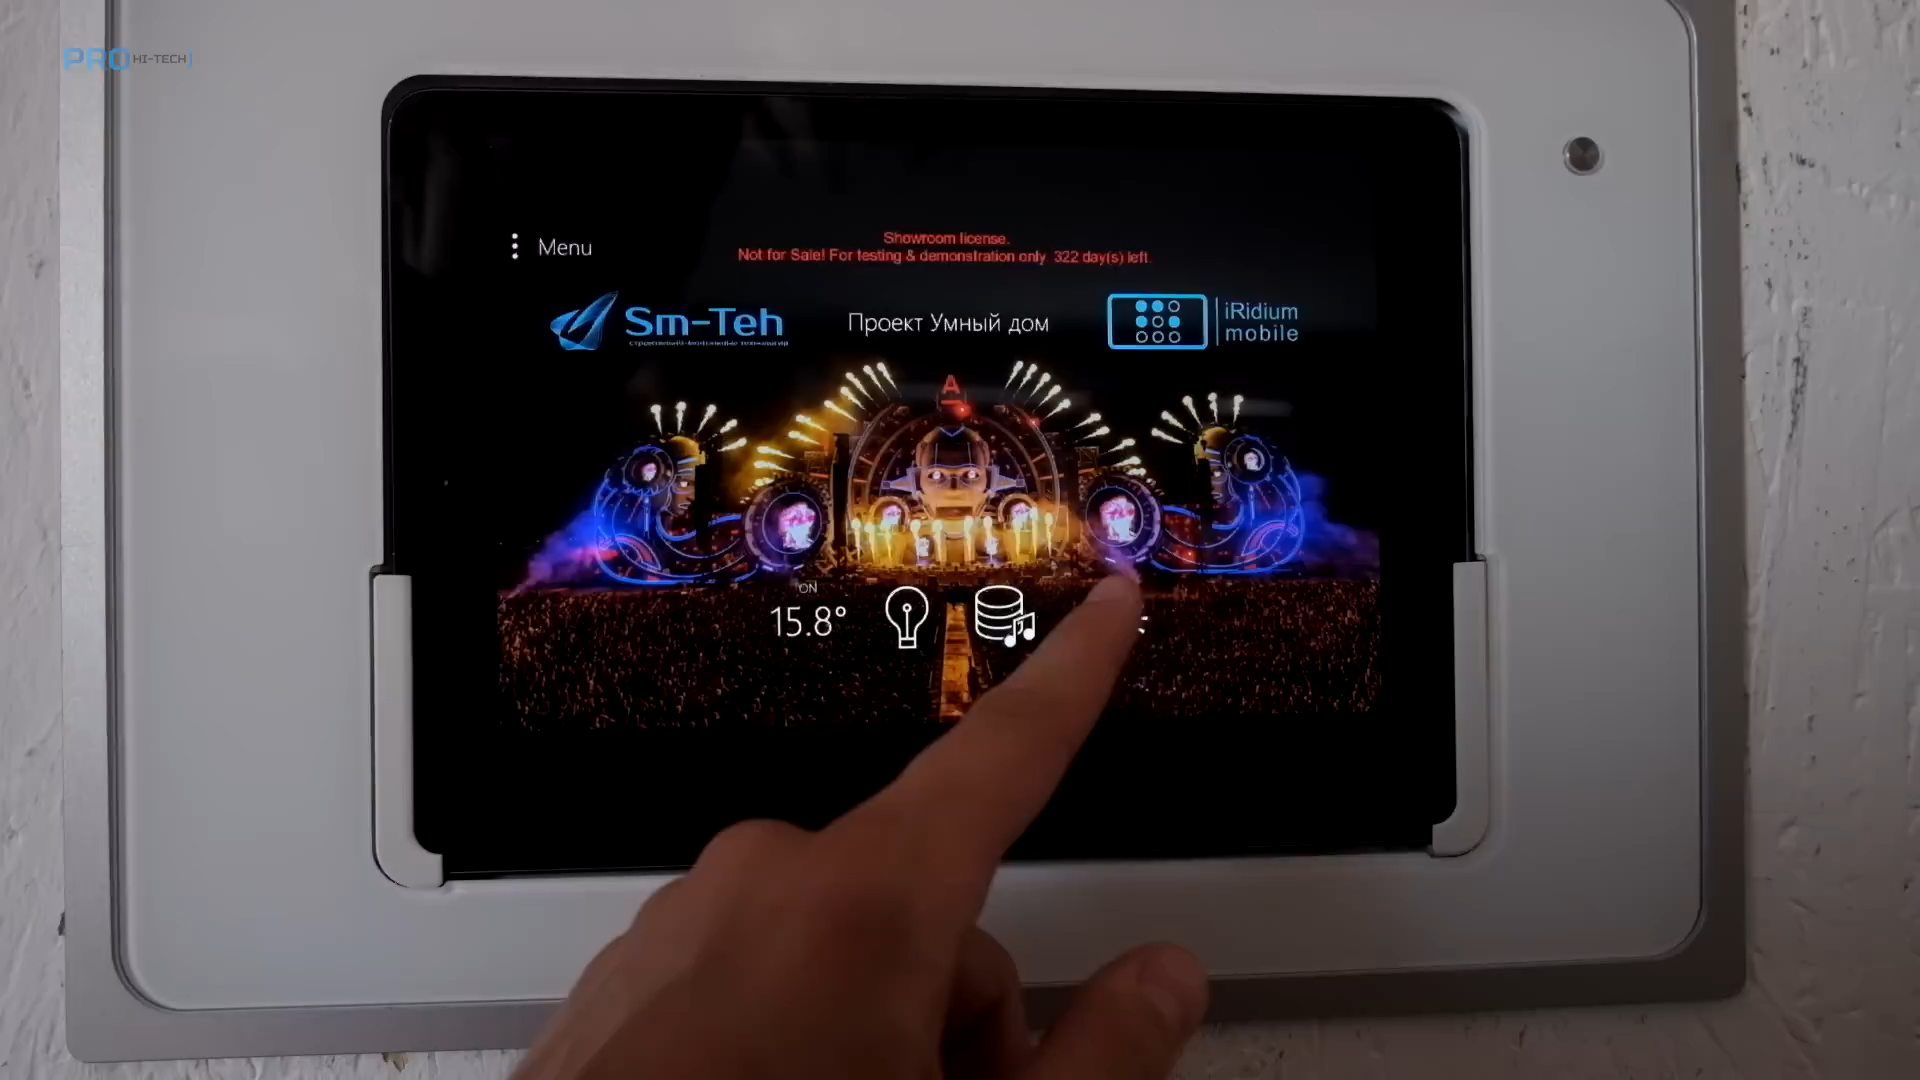 PRO HI-TECH
Menu
Showroom license.
Not for Sale! For testing & demonstration only. 322 day(s) left.
Sm-Teh
Проект Умный дом
iRidium
mobile
A
ON
15.8°